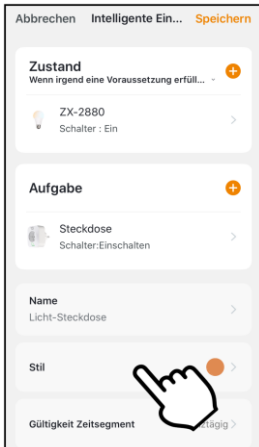 Abbrechen Intelligente Ein... Speichern
Zustand
Wenn irgend eine Voraussetzung erfüll...
ZX-2880
Schalter : Ein
Aufgabe
Steckdose
Schalter:Einschalten
Name
Licht-Steckdose
Stil
Gültigkeit Zeitsegment